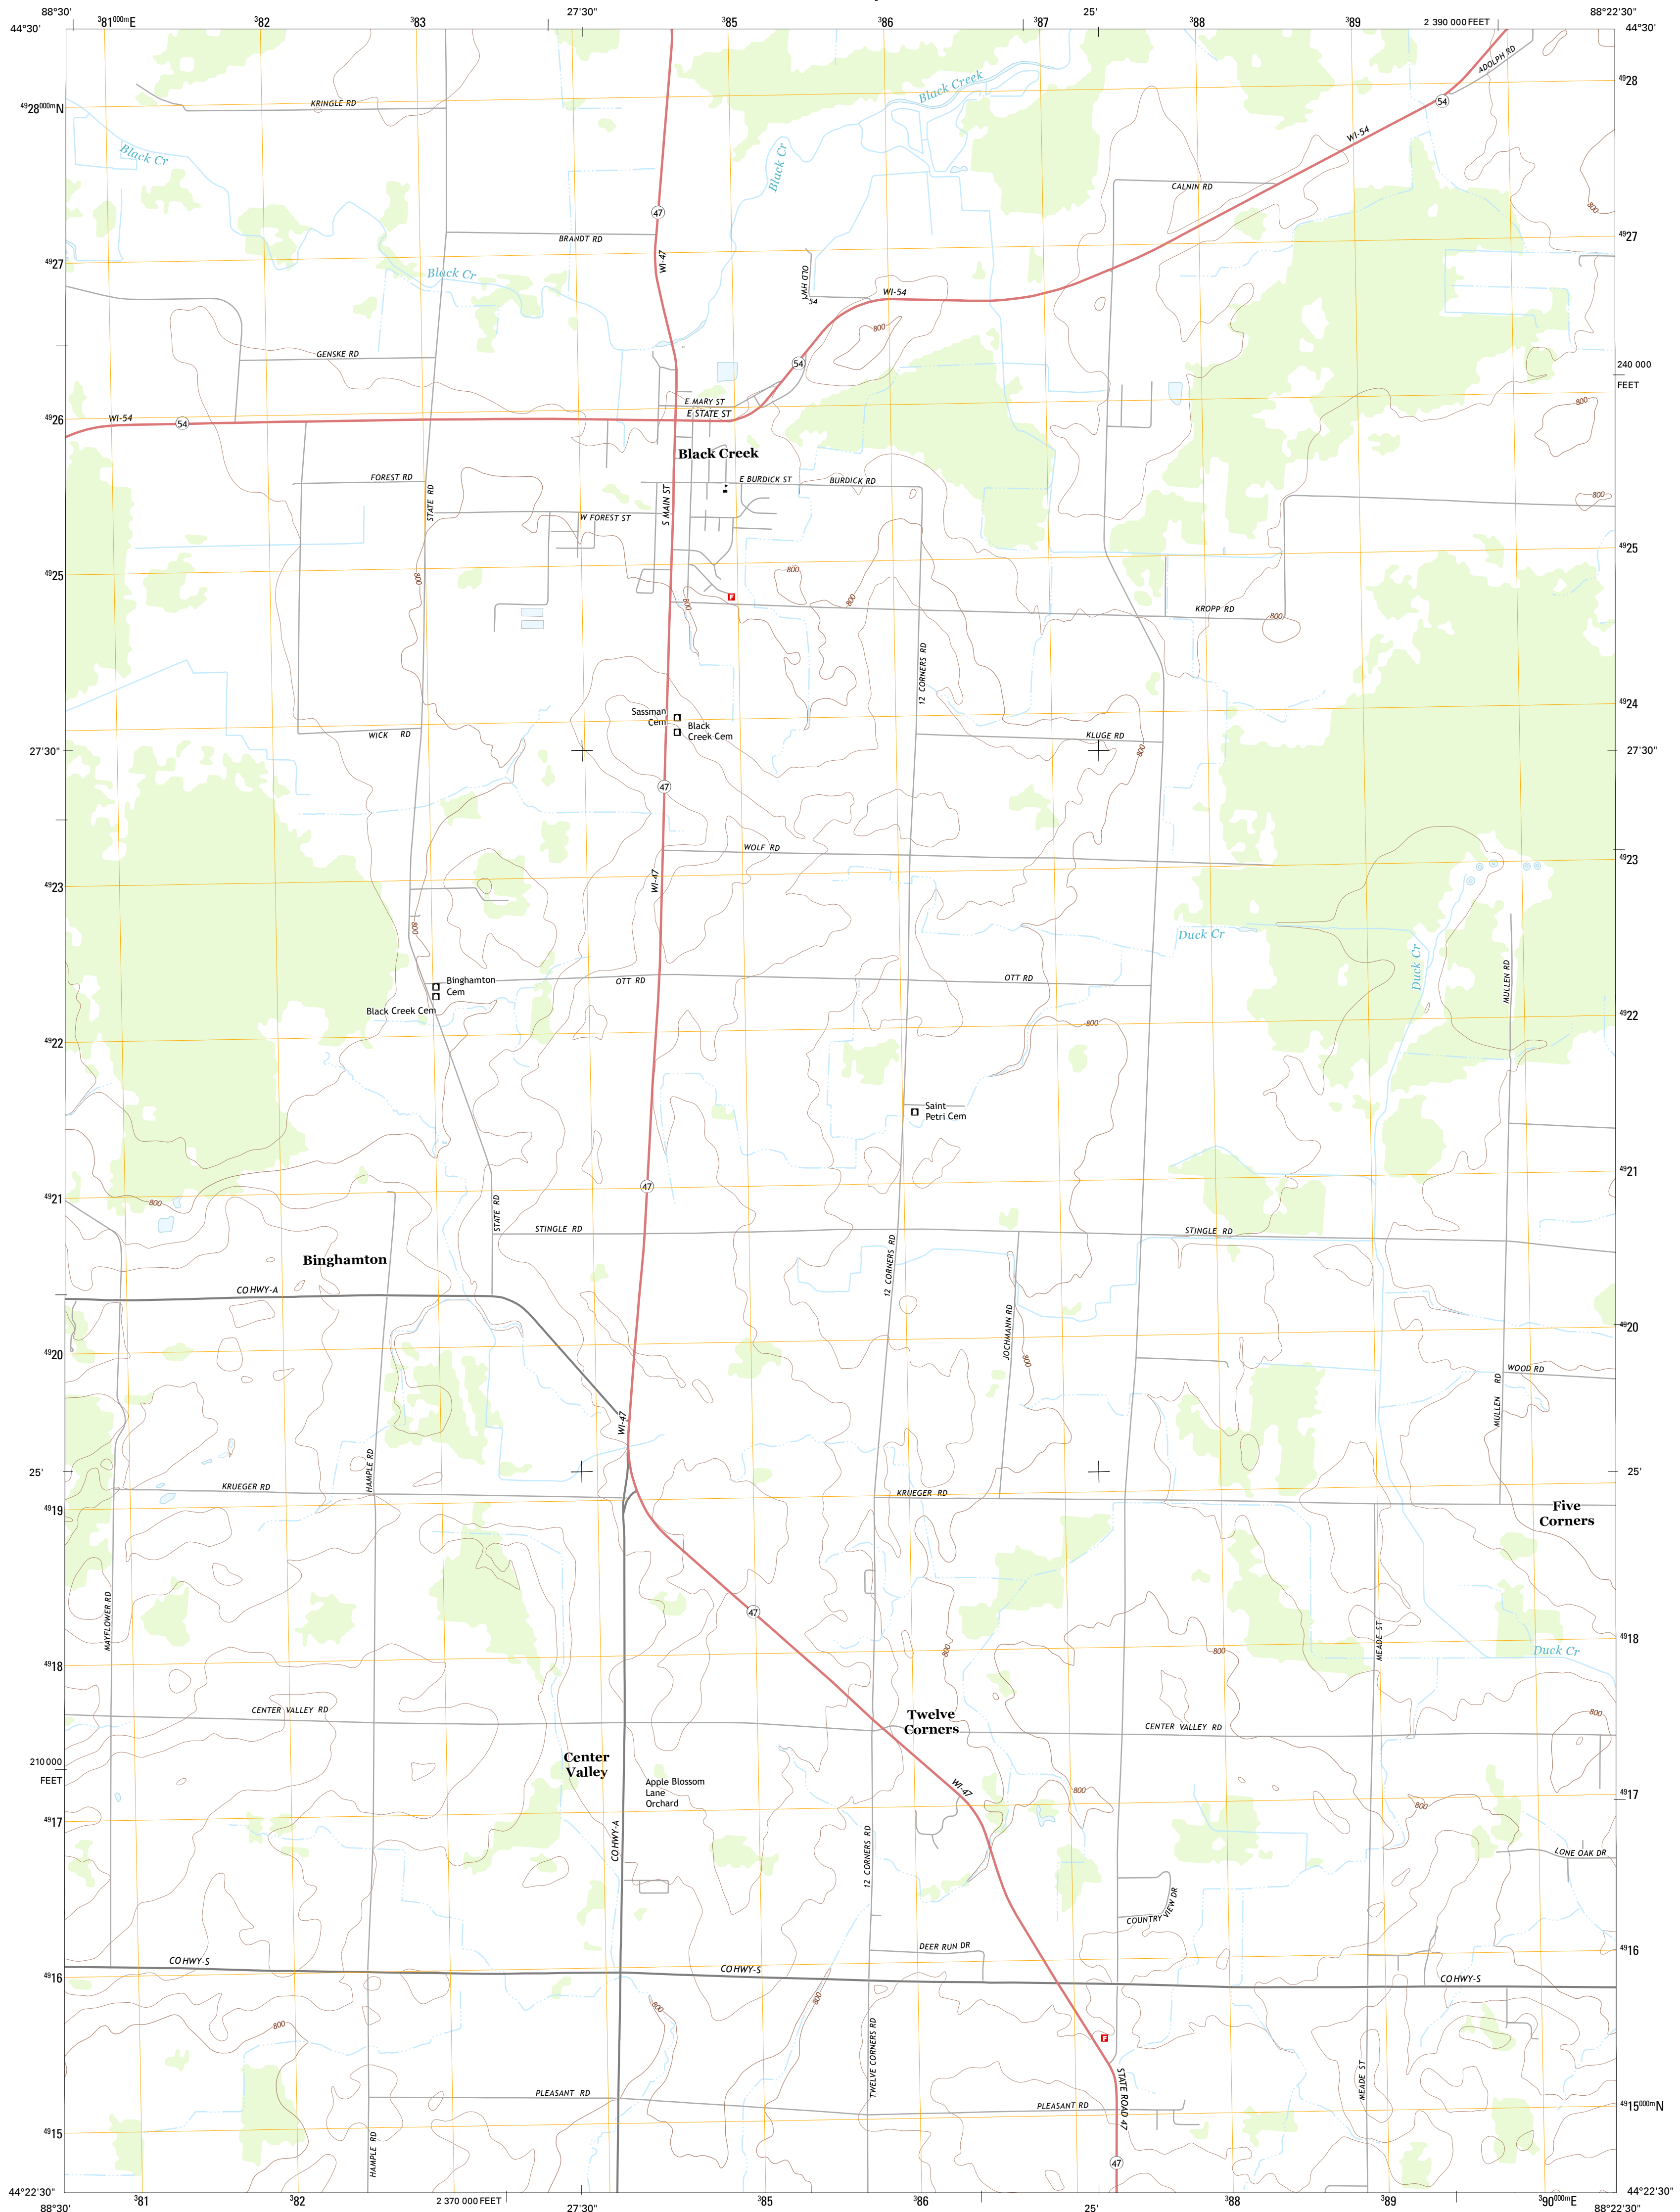 88°30' ³81⁰⁰⁰ᵐE ³82 ³83 27'30" ³85 ³86 ³87 25' ³88 ³89 2 390 000 FEET 88°22'30"
44°30' 44°30'
ADOLPH RD
⁴⁹28
Black Creek
54
KRINGLE RD
⁴⁹28⁰⁰⁰ᵐN
WI-54
Black Cr
Black Cr
CALNIN RD
800
47
BRANDT RD
⁴⁹27
WI-47
⁴⁹27
Black Cr
OLD HWY 54
WI-54
800
GENSKE RD
54
240 000
FEET
E MARY ST
800
WI-54
E STATE ST
⁴⁹26
54
⁴⁹26
Black Creek
FOREST RD
E BURDICK ST
BURDICK RD
STATE RD
S MAIN ST
800
W FOREST ST
⁴⁹25
⁴⁹25
800
800
F
800
800
KROPP RD
800
12 CORNERS RD
⁴⁹24
Sassman
Cem
Black
Creek Cem
WICK RD
KLUGE RD
27'30"
800
27'30"
47
WOLF RD
⁴⁹23
WI-47
⁴⁹23
800
Duck Cr
Duck Cr
MULLEN RD
Binghamton
Cem
OTT RD
OTT RD
Black Creek Cem
⁴⁹22
800
⁴⁹22
Saint
Petri Cem
⁴⁹21
47
⁴⁹21
800
STATE RD
STINGLE RD
STINGLE RD
Binghamton
12 CORNERS RD
CO HWY-A
JOCHMANN RD
⁴⁹20
⁴⁹20
800
WOOD RD
MULLEN RD
WI-47
HAMPLE RD
25'
25'
KRUEGER RD
KRUEGER RD
⁴⁹19
Five
Corners
MAYFLOWER RD
47
MEADE ST
⁴⁹18
800
800
Duck Cr
⁴⁹18
CENTER VALLEY RD
Twelve
Corners
CENTER VALLEY RD
800
Center
Valley
210 000
FEET
Apple Blossom
Lane
Orchard
WI-47
800
⁴⁹17
800
⁴⁹17
CO HWY-A
12 CORNERS RD
LONE OAK DR
COUNTRY VIEW DR
DEER RUN DR
⁴⁹16
CO HWY-S
CO HWY-S
CO HWY-S
⁴⁹16
800
800
800
TWELVE CORNERS RD
F
STATE ROAD 47
MEADE ST
PLEASANT RD
PLEASANT RD
⁴⁹15⁰⁰⁰ᵐN
⁴⁹15
HAMPLE RD
47
44°22'30" 44°22'30"
88°30' ³81 ³82 2 370 000 FEET 27'30" ³85 ³86 25' ³88 ³89 ³90⁰⁰⁰ᵐE 88°22'30"